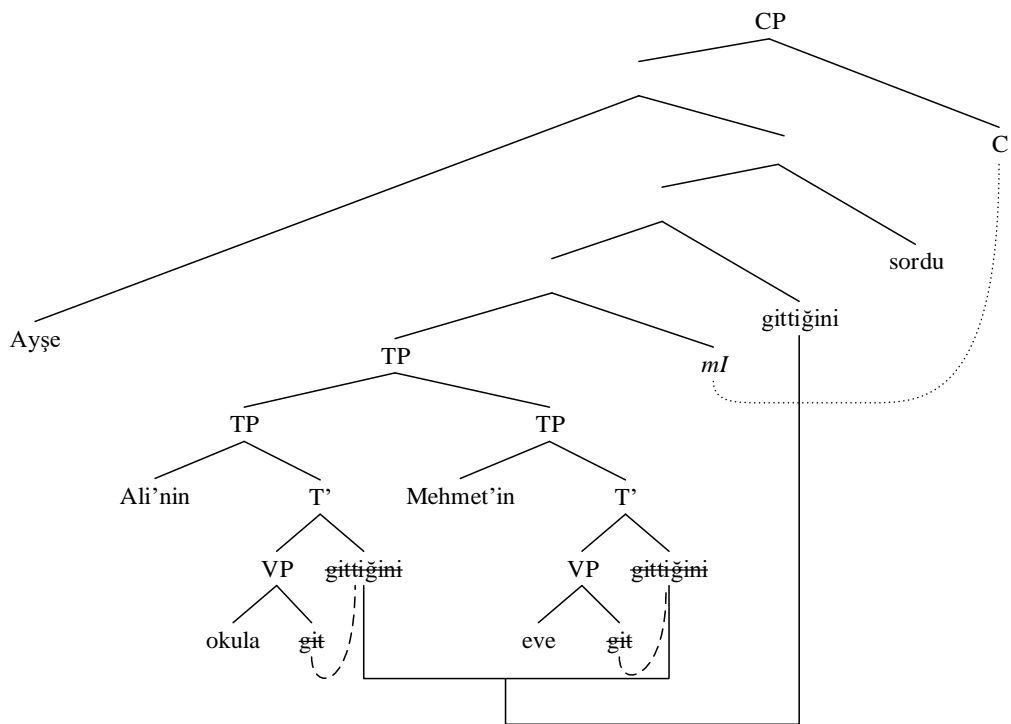 CP
C
sordu
gittiğini
Ayşe
TP
mI
TP TP
Ali’nin T’ Mehmet’in T’
VP gittiğini VP gittiğini
okula git eve git